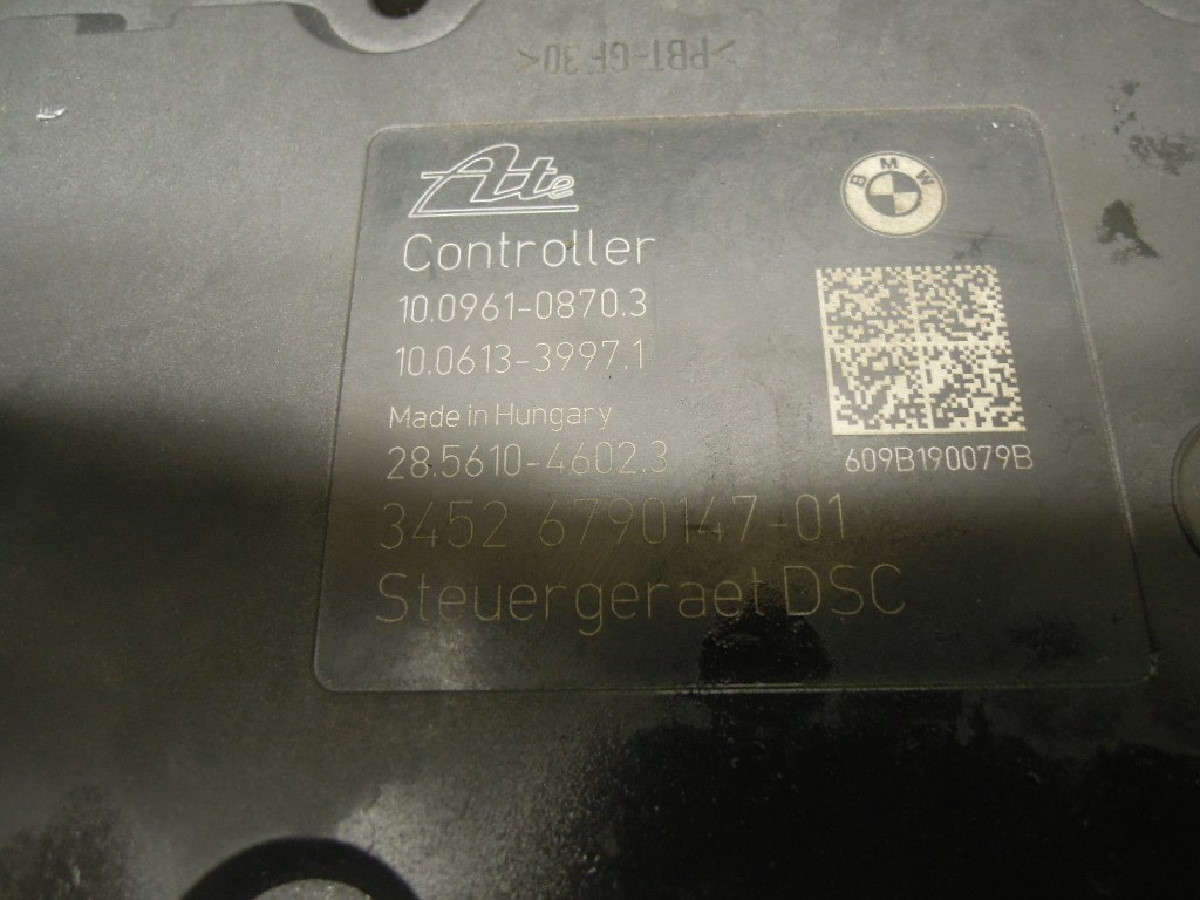 >PBT-GF 30<
Ate
BMW
Controller
10.0961-0870.3
10.0613-3997.1
Made in Hungary
28.5610-4602.3
609B190079B
3452 6790147-01
Steuergeraet DSC